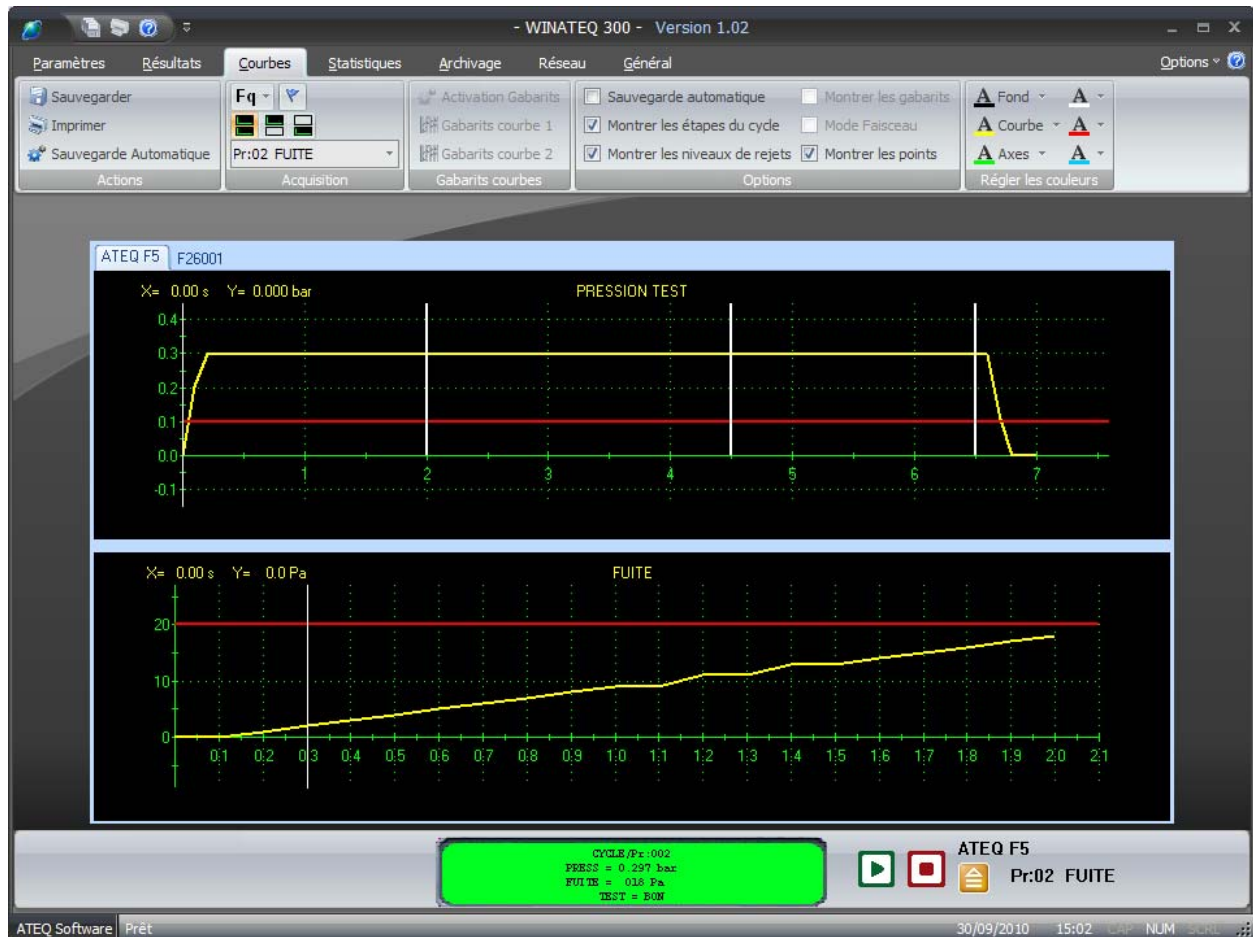 - WINATEQ 300 - Version 1.02
Paramètres Résultats Courbes Statistiques Archivage Réseau Général Options
Sauvegarder Fq Activation Gabarits Sauvegarde automatique Montrer les gabarits A Fond A
Imprimer Gabarits courbe 1 Montrer les étapes du cycle Mode Faisceau A Courbe A
Sauvegarde Automatique Pr:02 FUITE Gabarits courbe 2 Montrer les niveaux de rejets Montrer les points A Axes A
Actions Acquisition Gabarits courbes Options Régler les couleurs
ATEQ F5 F26001
X= 0.00 s Y= 0.000 bar PRESSION TEST
0.4
0.3
0.2
0.1
0.0
1 2 3 4 5 6 7
-0.1
X= 0.00 s Y= 0.0 Pa FUITE
20
10
0
0.1 0.2 0.3 0.4 0.5 0.6 0.7 0.8 0.9 1.0 1.1 1.2 1.3 1.4 1.5 1.6 1.7 1.8 1.9 2.0 2.1
CYCLE/Pr:002
PRESS = 0.297 bar
FUITE = 018 Pa
TEST = BON
ATEQ F5
Pr:02 FUITE
ATEQ Software Prêt 30/09/2010 15:02 CAP NUM SCRL